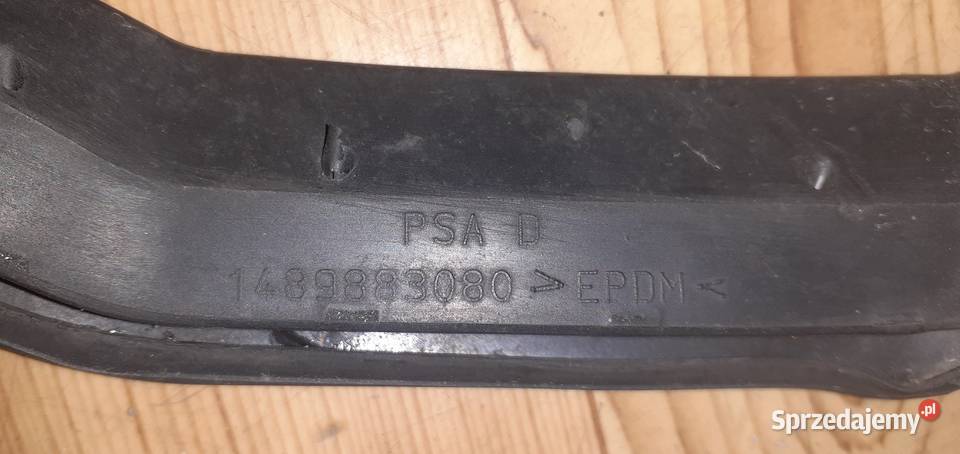 PSA D
1489883080 >EPDM<
Sprzedajemy.pl